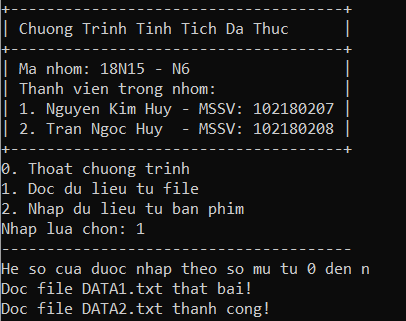 Chuong Trinh Tinh Tich Da Thuc
Ma nhom: 18N15 - N6
Thanh vien trong nhom:
1. Nguyen Kim Huy - MSSV: 102180207
2. Tran Ngoc Huy - MSSV: 102180208
0. Thoat chuong trinh
1. Doc du lieu tu file
2. Nhap du lieu tu ban phim
Nhap lua chon: 1
He so cua duoc nhap theo so mu tu 0 den n
Doc file DATA1.txt that bai!
Doc file DATA2.txt thanh cong!